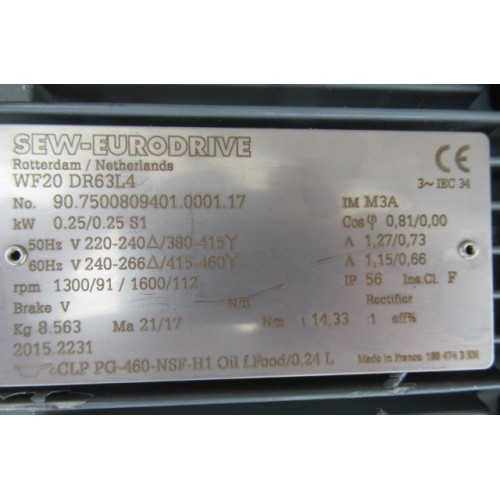 SEW-EURODRIVE
Rotterdam / Netherlands
WF20 DR63L4 3~ IEC 34
No. 90.7500809401.0001.17 IM M3A
kW 0.25/0.25 S1 Cos φ 0,81/0,00
50Hz V 220-240△/380-415Y A 1,27/0,73
60Hz V 240-266△/415-460Y A 1,15/0,66
rpm 1300/91 / 1600/112 IP 56 Ins.Cl. F
Brake V Nm Rectifier
Kg 8.563 Ma 21/17 Nm i 14,33 :1 eff%
2015.2231
CLP PG-460-NSF-H1 Oil f.Food/0,24 L Made in France
CE